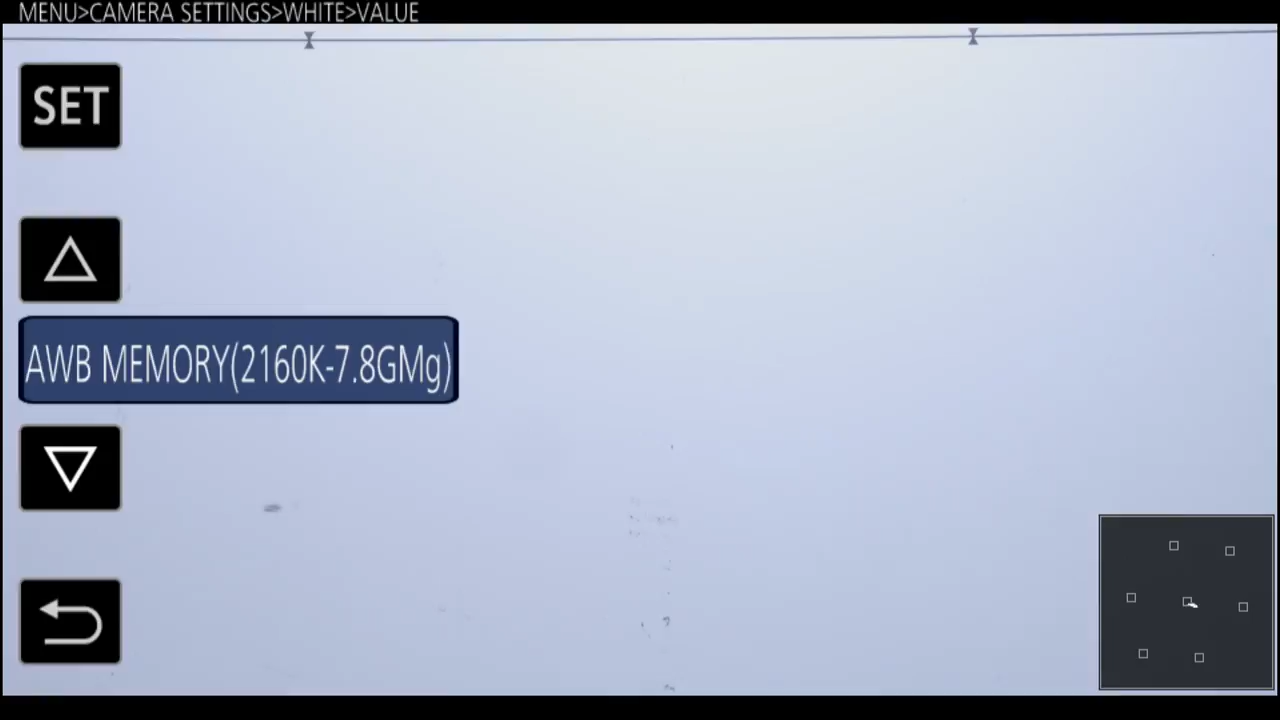 MENU>CAMERA SETTINGS>WHITE>VALUE
SET
AWB MEMORY(2160K-7.8GMg)